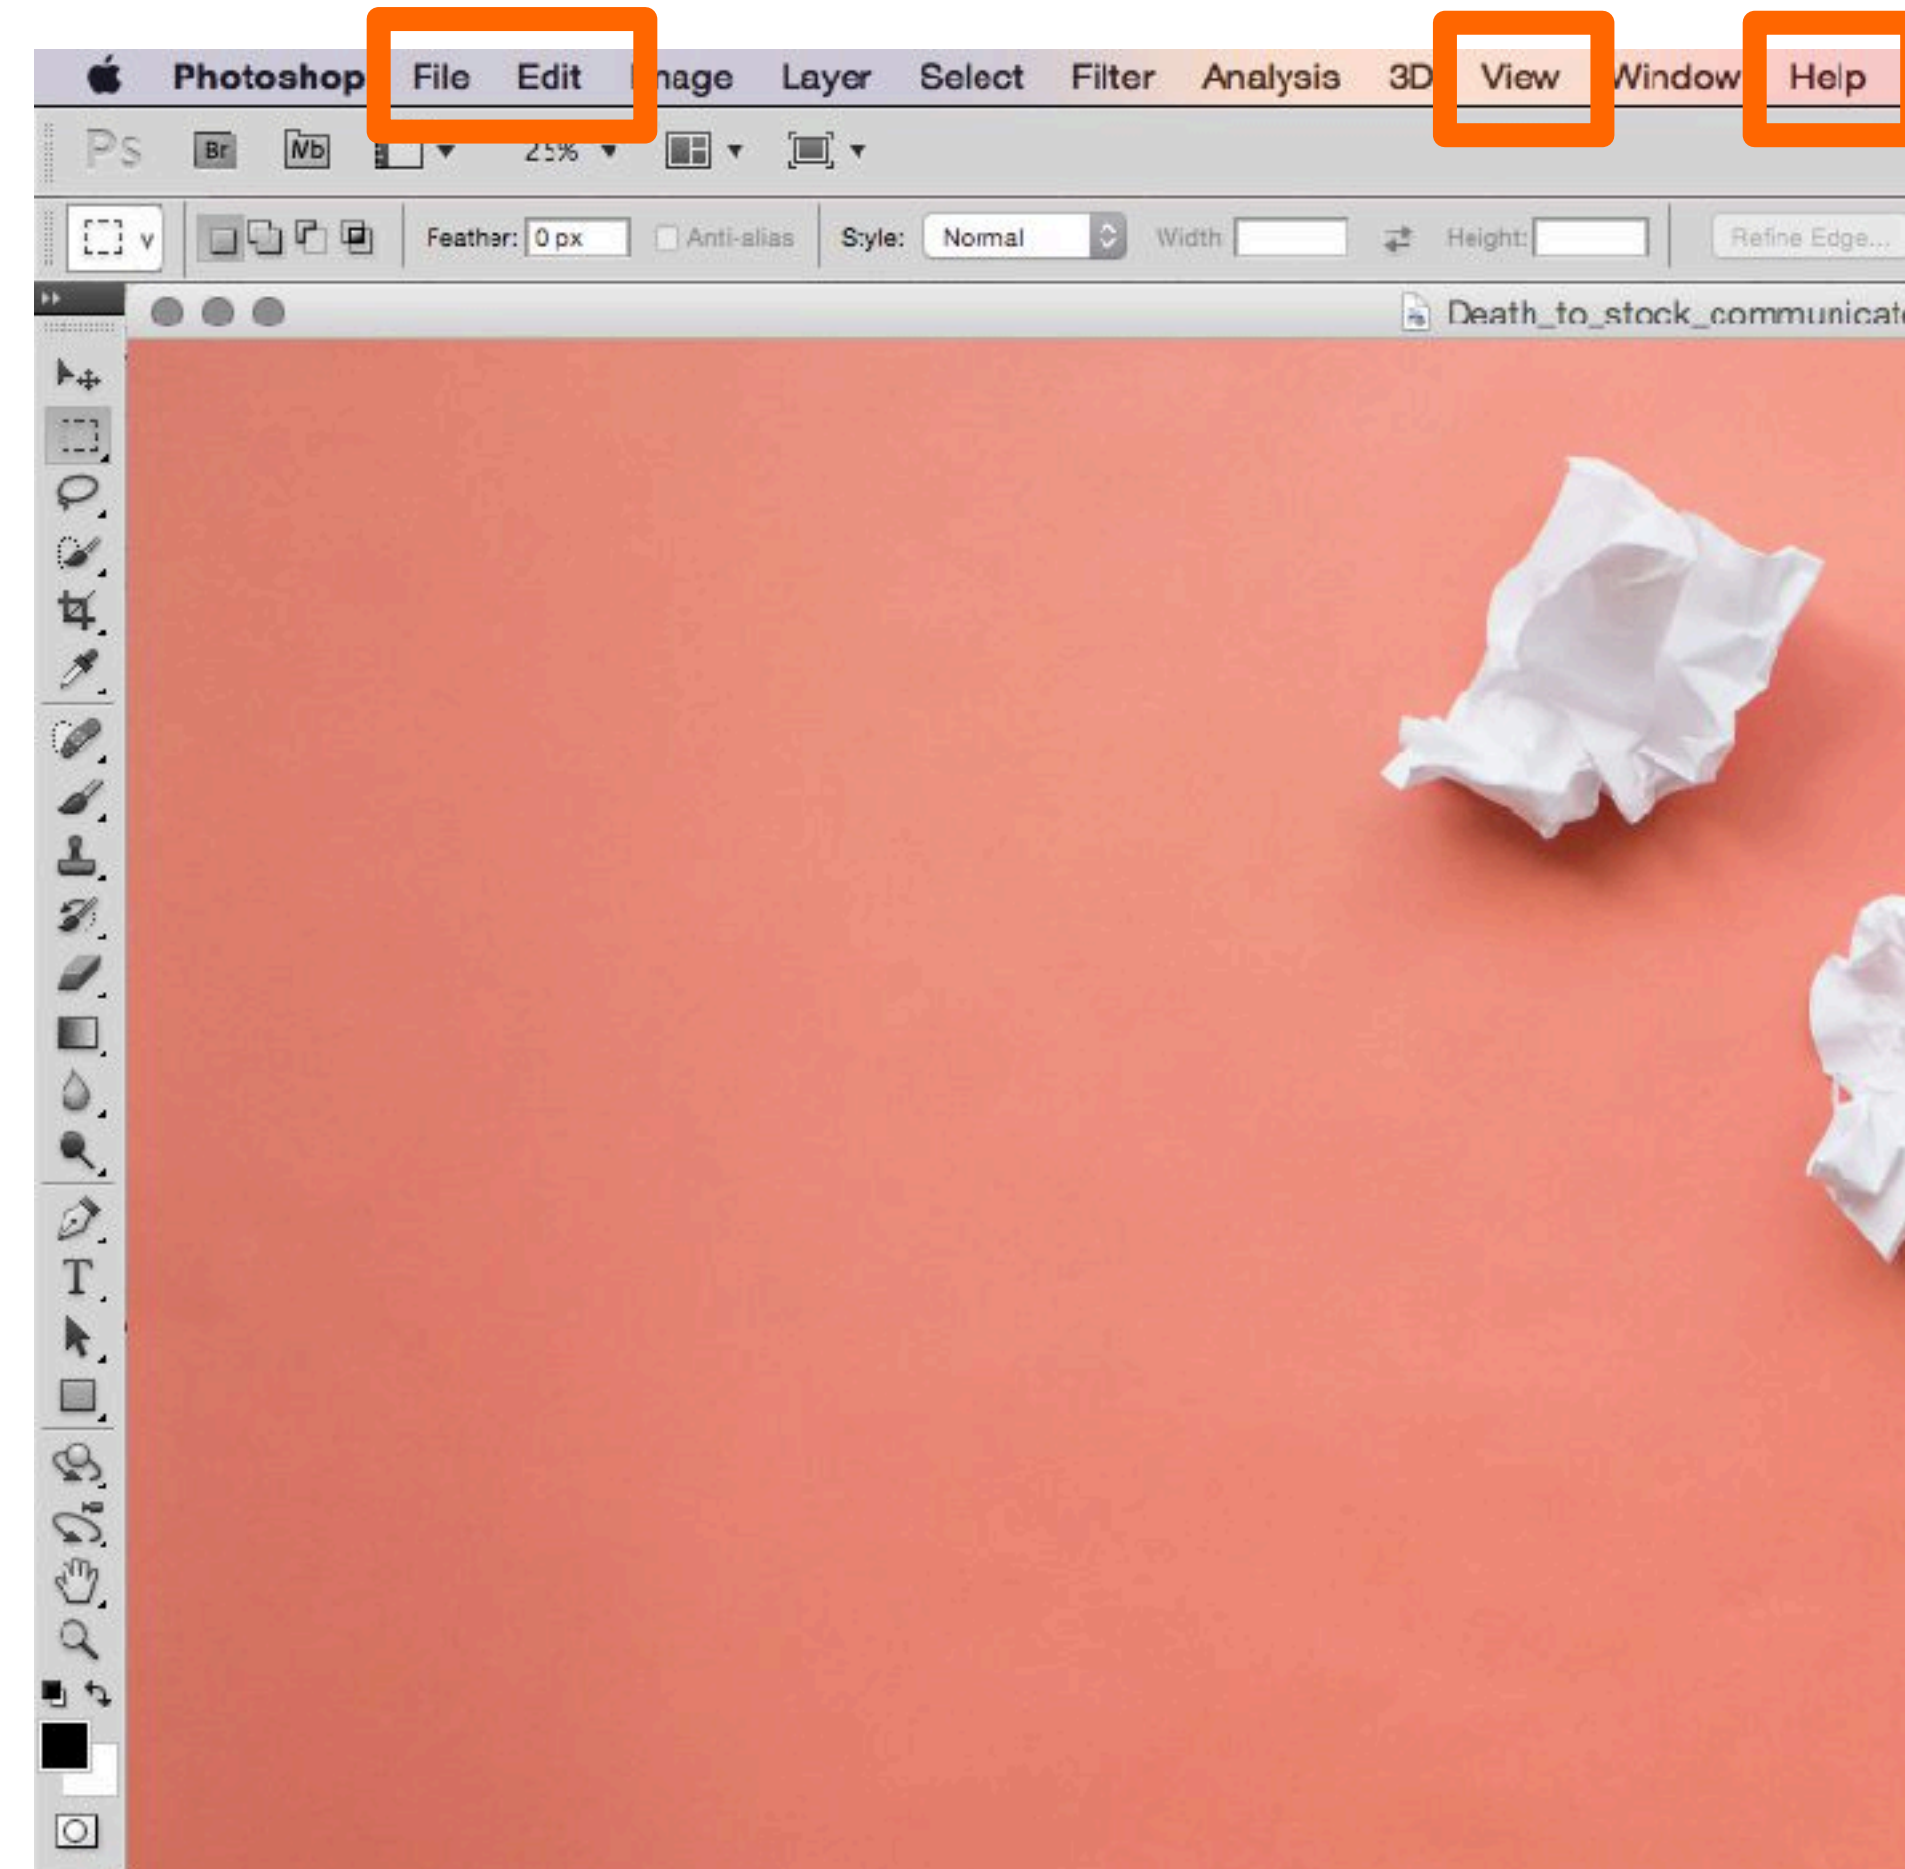 Photoshop File Edit Image Layer Select Filter Analysis 3D View Window Help
Ps Br Mb 25%
Feather: 0 px Anti-alias Style: Normal Width Height: Refine Edge...
Death_to_stock_communicat
T